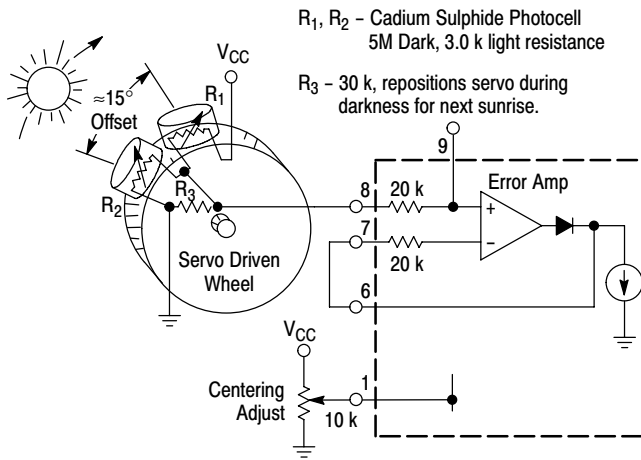 R1, R2 – Cadium Sulphide Photocell
5M Dark, 3.0 k light resistance
R3 – 30 k, repositions servo during
darkness for next sunrise.
VCC
≈15°
Offset
R1
R2
R3
Servo Driven
Wheel
9
8
20 k
Error Amp
+
7
–
20 k
6
VCC
Centering
Adjust
10 k
1